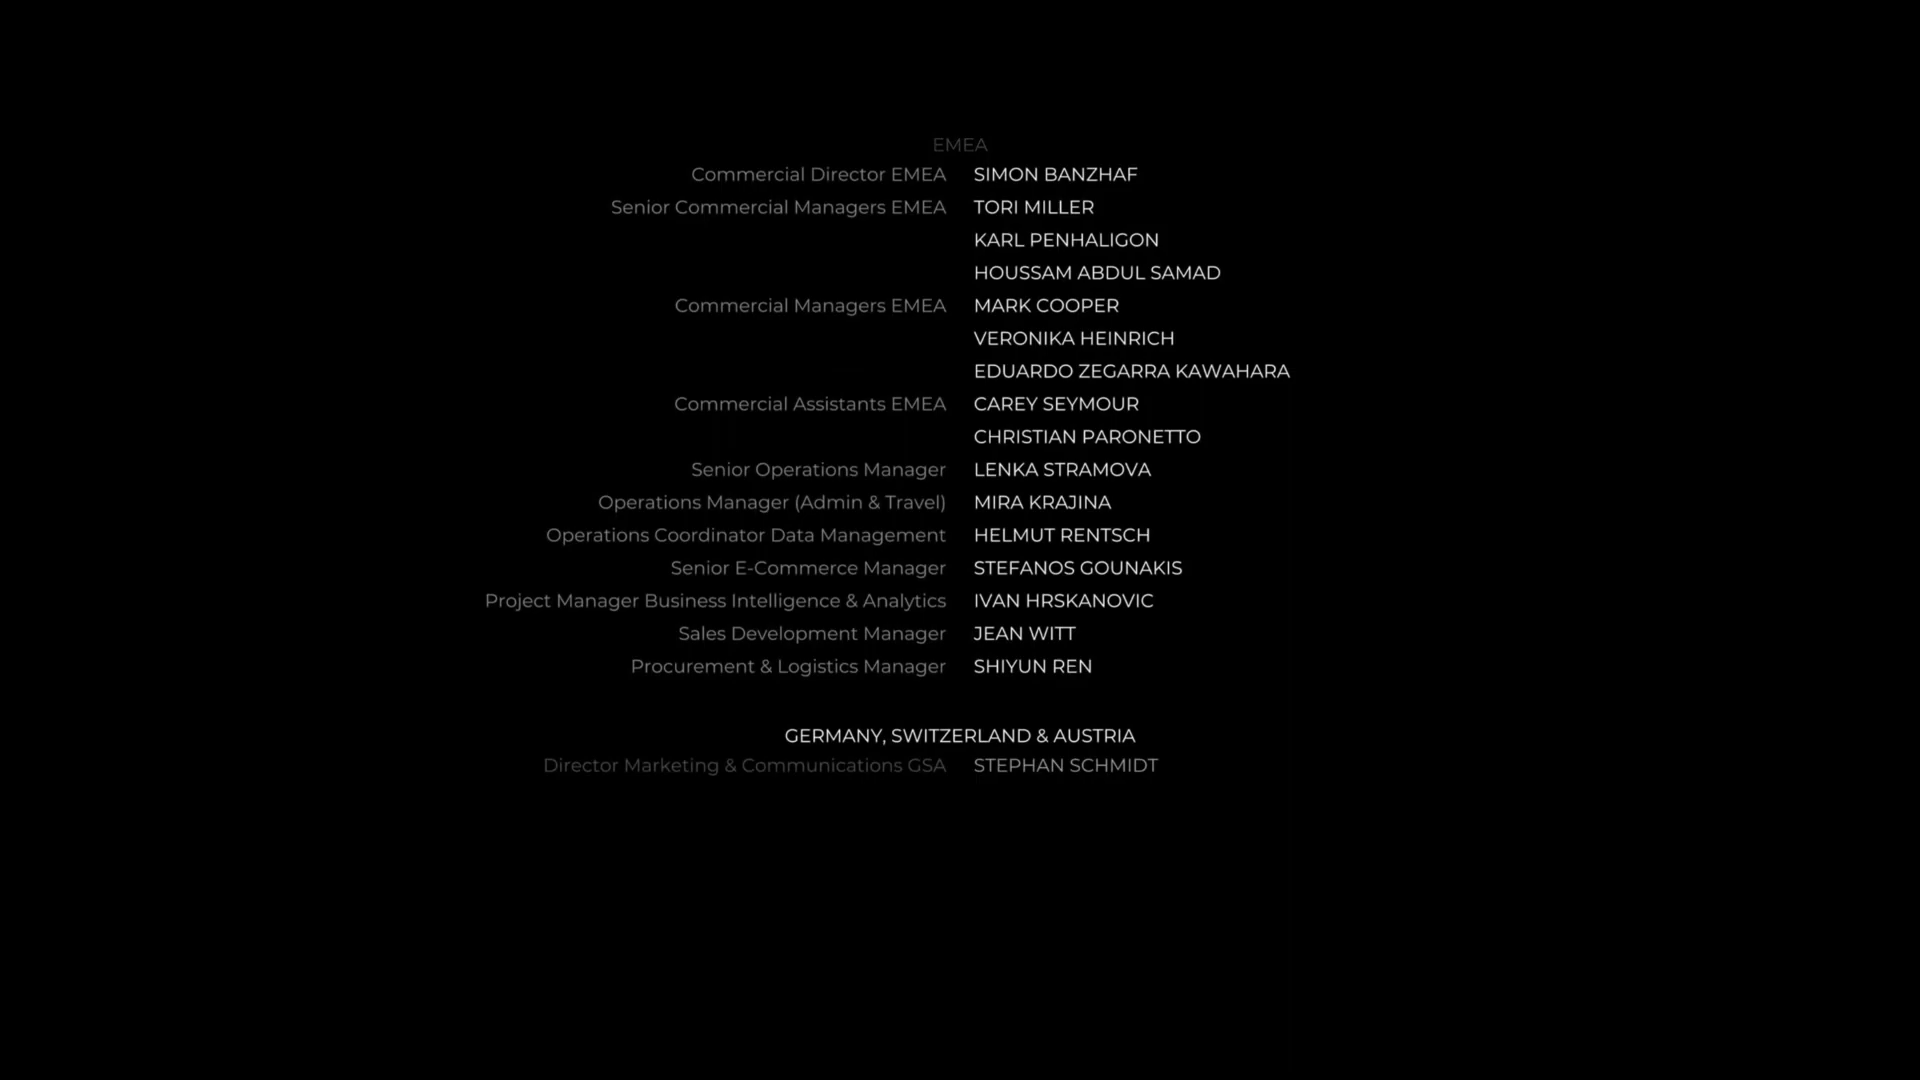 EMEA
Commercial Director EMEA SIMON BANZHAF
Senior Commercial Managers EMEA TORI MILLER
KARL PENHALIGON
HOUSSAM ABDUL SAMAD
Commercial Managers EMEA MARK COOPER
VERONIKA HEINRICH
EDUARDO ZEGARRA KAWAHARA
Commercial Assistants EMEA CAREY SEYMOUR
CHRISTIAN PARONETTO
Senior Operations Manager LENKA STRAMOVA
Operations Manager (Admin & Travel) MIRA KRAJINA
Operations Coordinator Data Management HELMUT RENTSCH
Senior E-Commerce Manager STEFANOS GOUNAKIS
Project Manager Business Intelligence & Analytics IVAN HRSKANOVIC
Sales Development Manager JEAN WITT
Procurement & Logistics Manager SHIYUN REN
GERMANY, SWITZERLAND & AUSTRIA
Director Marketing & Communications GSA STEPHAN SCHMIDT